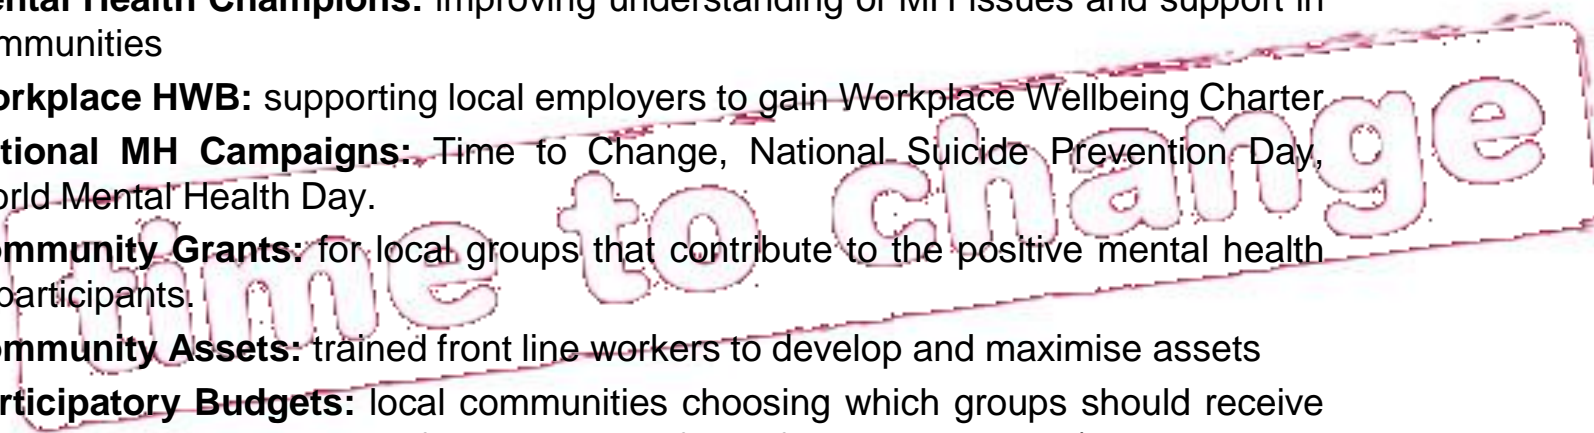 ental Health Champions: improving understanding of MH issues and support in
mmunities
orkplace HWB: supporting local employers to gain Workplace Wellbeing Charter
tional MH Campaigns: Time to Change, National Suicide Prevention Day,
orld Mental Health Day.
ommunity Grants: for local groups that contribute to the positive mental health
participants.
ommunity Assets: trained front line workers to develop and maximise assets
rticipatory Budgets: local communities choosing which groups should receive
time to change